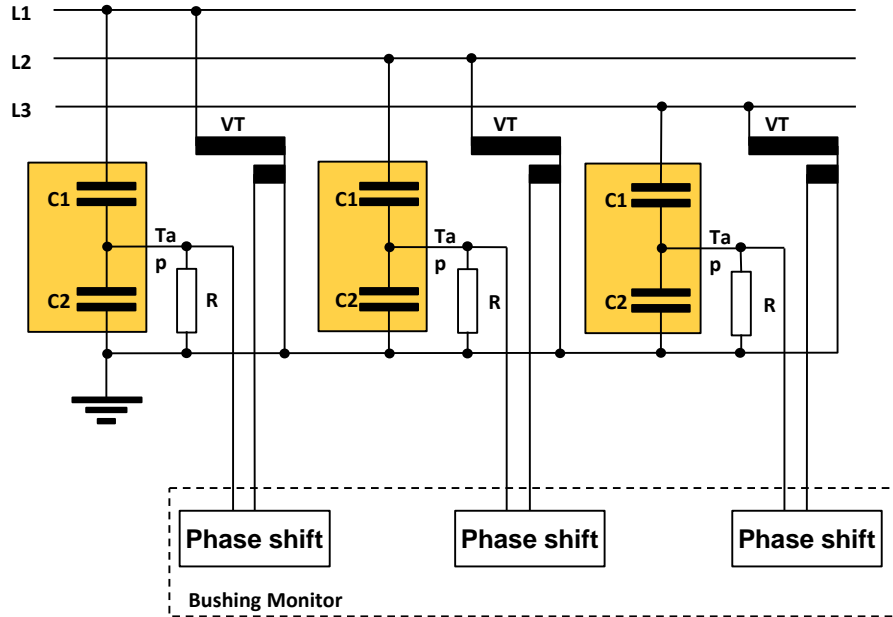 L1
L2
L3
VT
VT
VT
C1
C1
C1
Ta
p
Ta
p
Ta
p
C2
R
C2
R
C2
R
Phase shift
Phase shift
Phase shift
Bushing Monitor